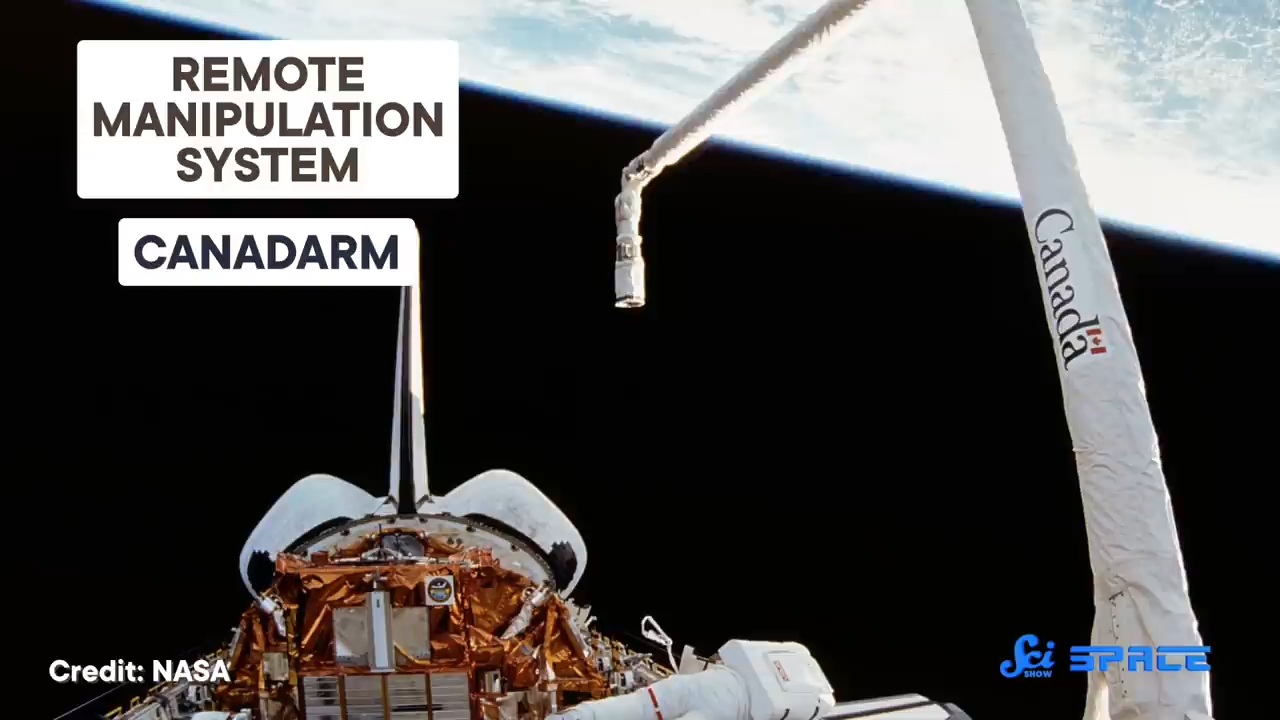 REMOTE
MANIPULATION
SYSTEM
CANADARM
Canada
Credit: NASA
Sci
SHOW
SPACE